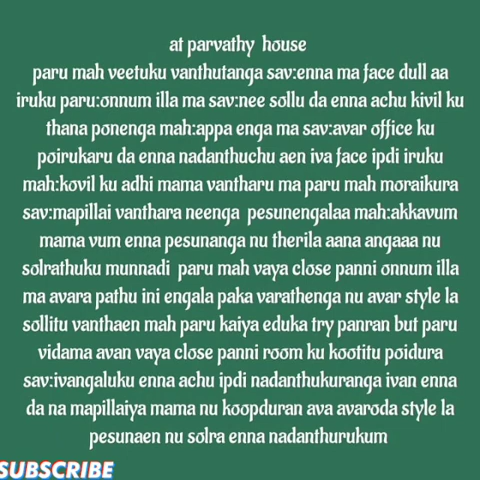 at parvathy house
paru mah veetuku vanthutanga sav:enna ma face dull aa
iruku paru:onnum illa ma sav:nee sollu da enna achu kivil ku
thana ponenga mah:appa enga ma sav:avar office ku
poirukaru da enna nadanthuchu aen iva face ipdi iruku
mah:kovil ku adhi mama vantharu ma paru mah moraikura
sav:mapillai vanthara neenga pesunengalaa mah:akkavum
mama vum enna pesunanga nu therila aana angaaa nu
solrathuku munnadi paru mah vaya close panni onnum illa
ma avara pathu ini engala paka varathenga nu avar style la
sollitu vanthaen mah paru kaiya eduka try panran but paru
vidama avan vaya close panni room ku kootitu poidura
sav:ivangaluku enna achu ipdi nadanthukuranga ivan enna
da na mapillaiya mama nu koopduran ava avaroda style la
pesunaen nu solra enna nadanthurukum
SUBSCRIBE